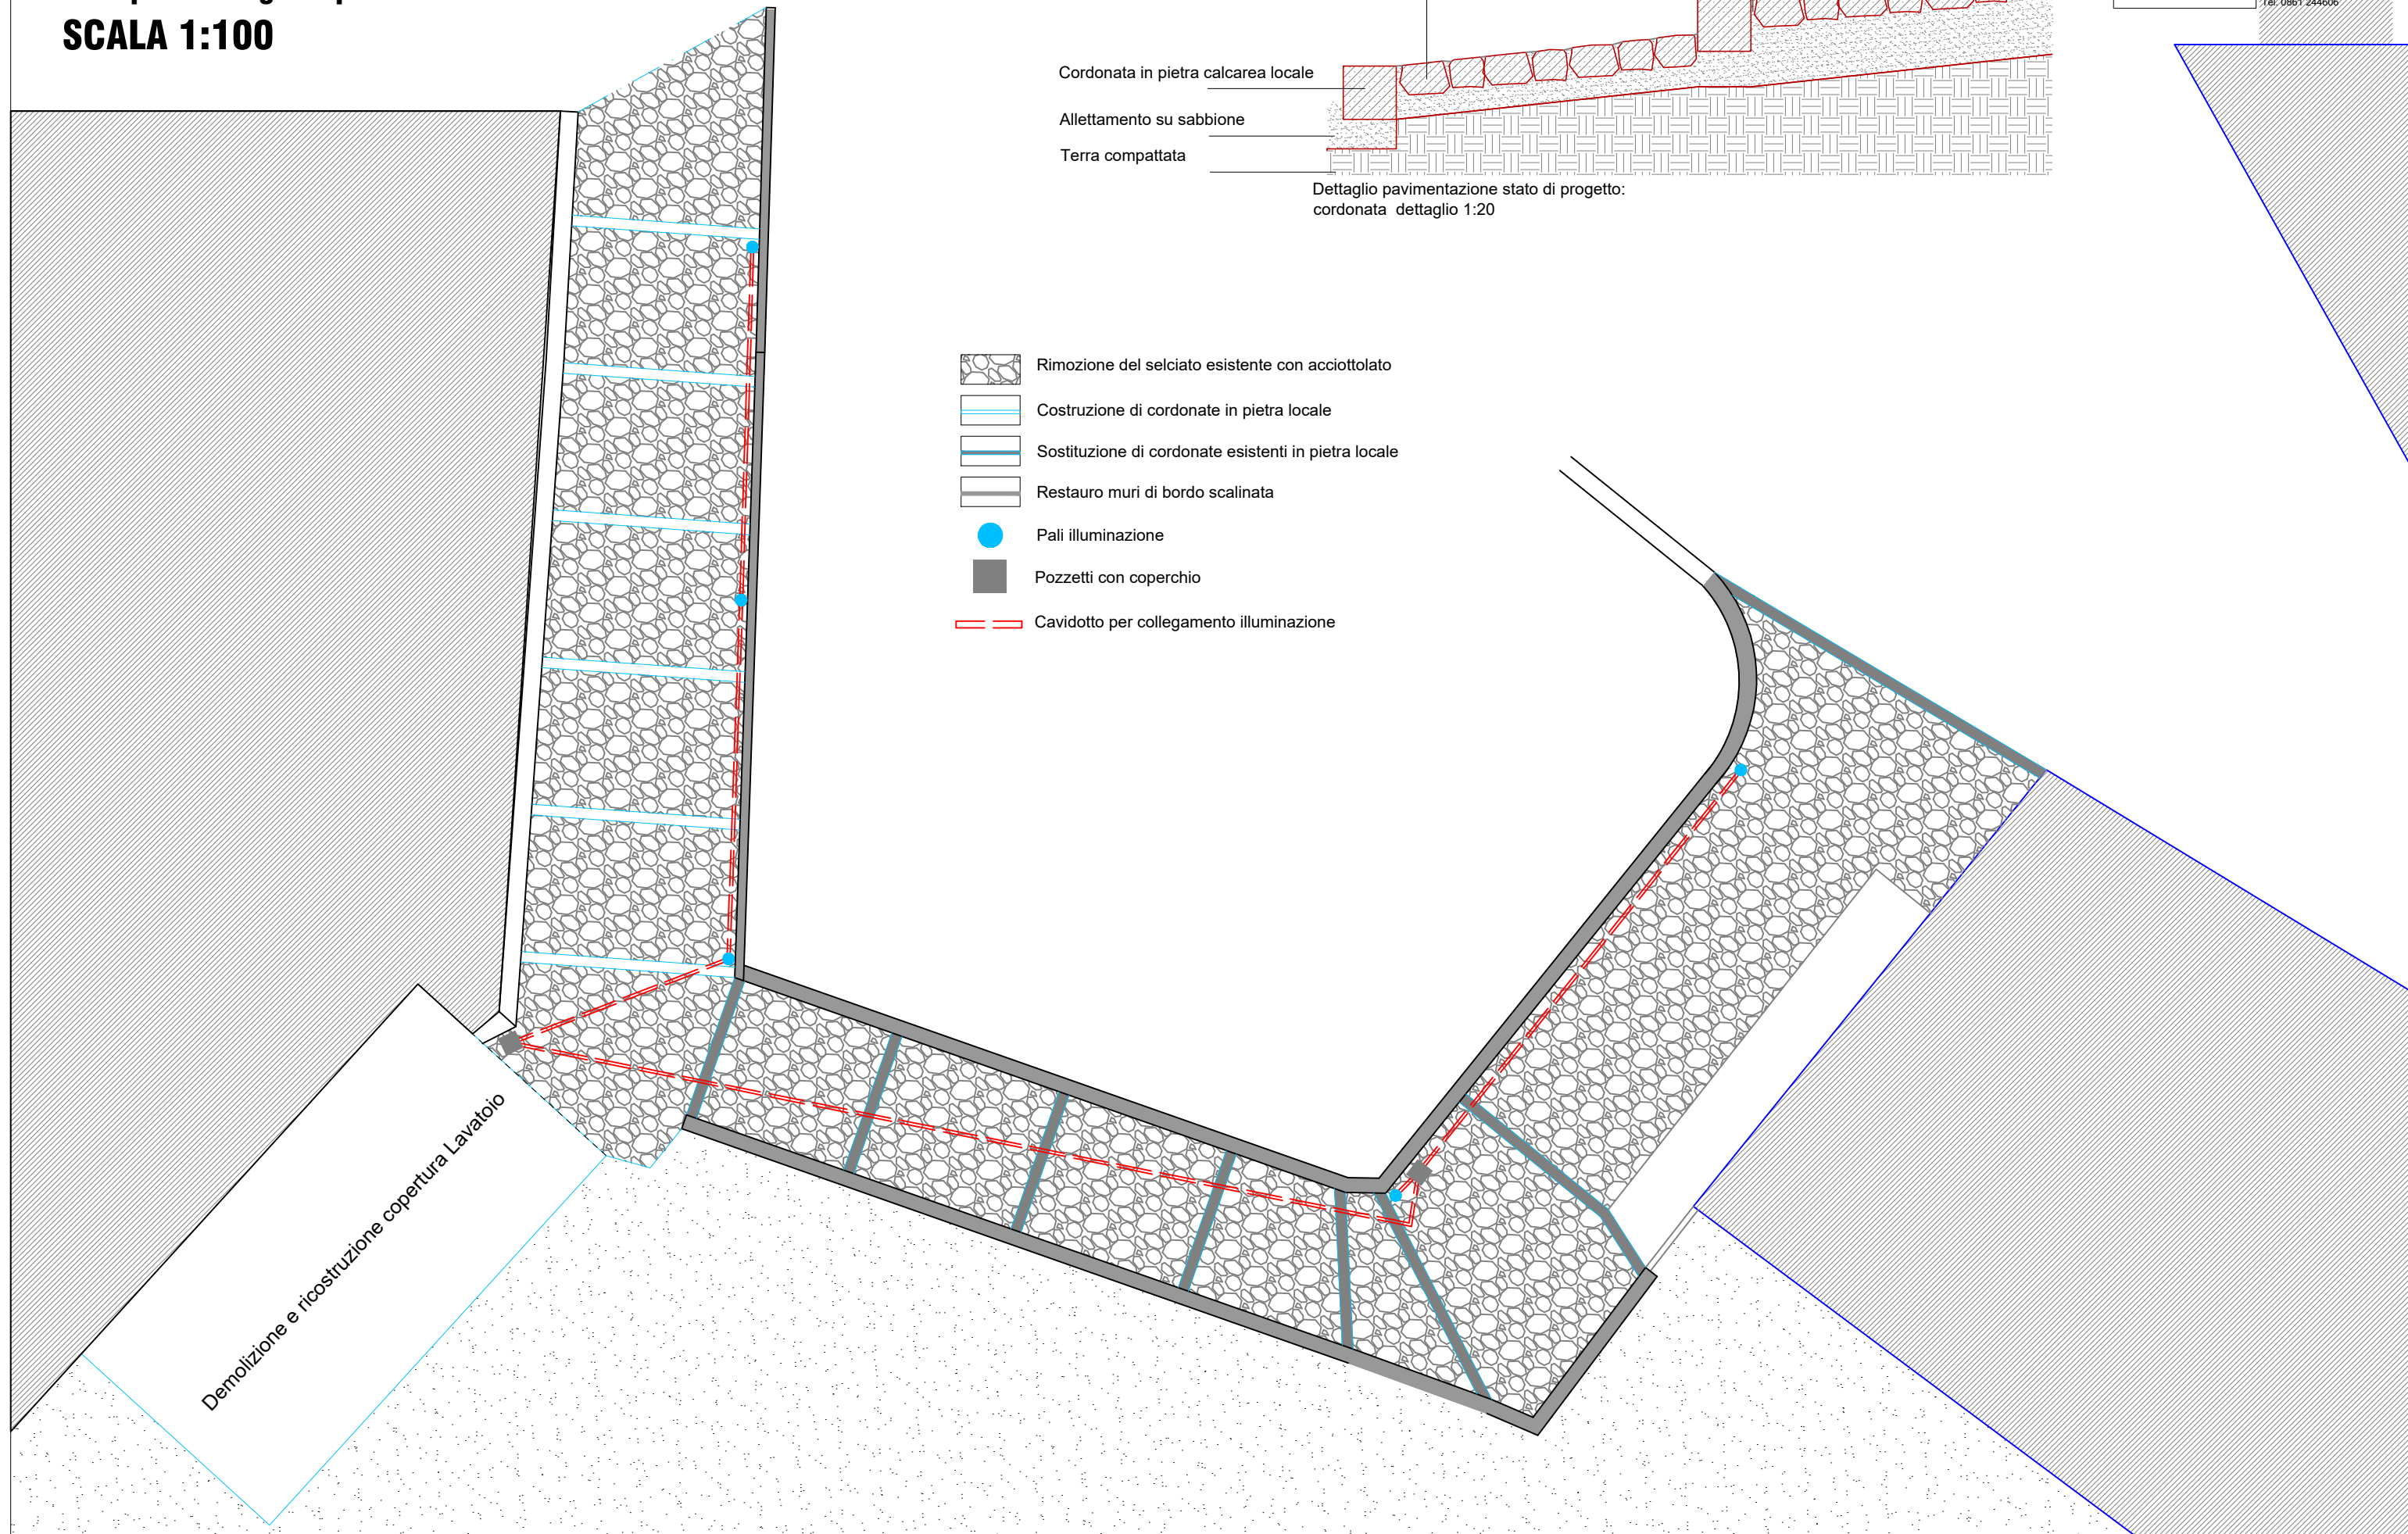 SCALA 1:100
Tel. 0861 244606
Cordonata in pietra calcarea locale
Allettamento su sabbione
Terra compattata
Dettaglio pavimentazione stato di progetto:
cordonata dettaglio 1:20
Rimozione del selciato esistente con acciottolato
Costruzione di cordonate in pietra locale
Sostituzione di cordonate esistenti in pietra locale
Restauro muri di bordo scalinata
Pali illuminazione
Pozzetti con coperchio
Cavidotto per collegamento illuminazione
Demolizione e ricostruzione copertura Lavatoio